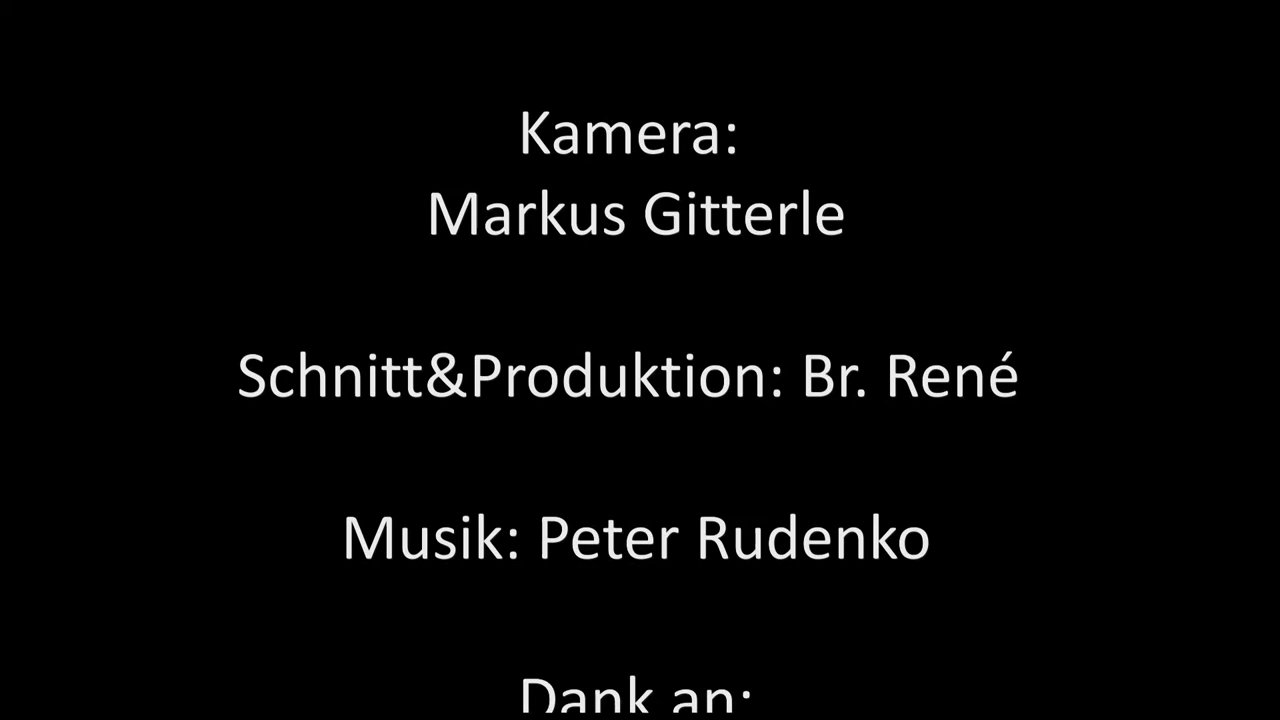 Kamera:
Markus Gitterle
Schnitt&Produktion: Br. René
Musik: Peter Rudenko
Dank an: